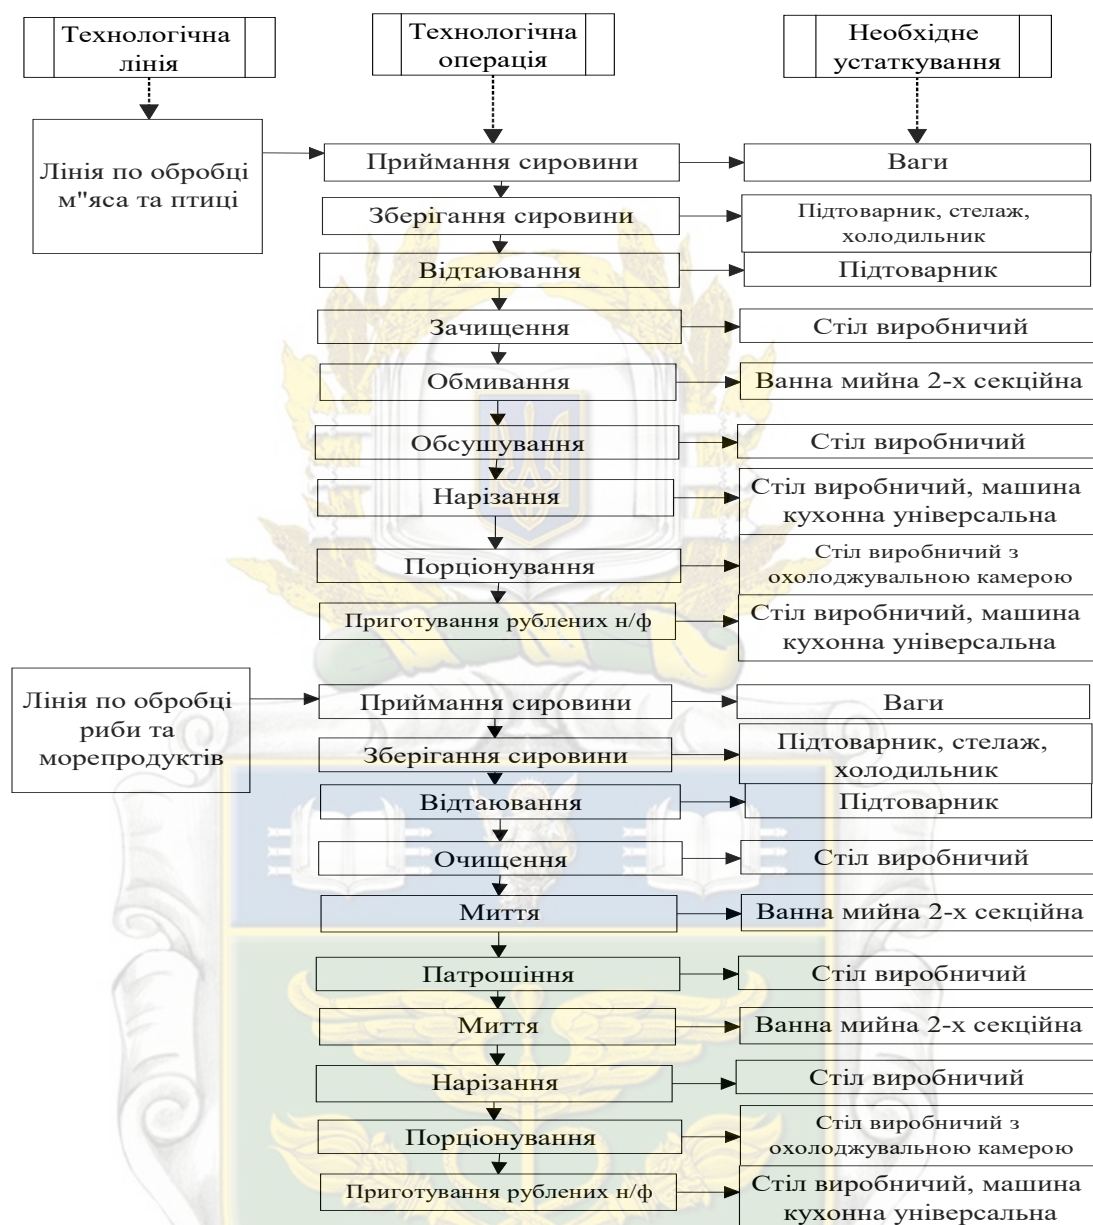 Технологічна
лінія
Технологічна
операція
Необхідне
устаткування
Лінія по обробці
м"яса та птиці
Приймання сировини
Ваги
Зберігання сировини
Підтоварник, стелаж,
холодильник
Відтаювання
Підтоварник
Зачищення
Стіл виробничий
Обмивання
Ванна мийна 2-х секційна
Обсушування
Стіл виробничий
Нарізання
Стіл виробничий, машина
кухонна універсальна
Порціонування
Стіл виробничий з
охолоджувальною камерою
Приготування рублених н/ф
Стіл виробничий, машина
кухонна універсальна
Лінія по обробці
риби та
морепродуктів
Приймання сировини
Ваги
Зберігання сировини
Підтоварник, стелаж,
холодильник
Відтаювання
Підтоварник
Очищення
Стіл виробничий
Миття
Ванна мийна 2-х секційна
Патрошіння
Стіл виробничий
Миття
Ванна мийна 2-х секційна
Нарізання
Стіл виробничий
Порціонування
Стіл виробничий з
охолоджувальною камерою
Приготування рублених н/ф
Стіл виробничий, машина
кухонна універсальна